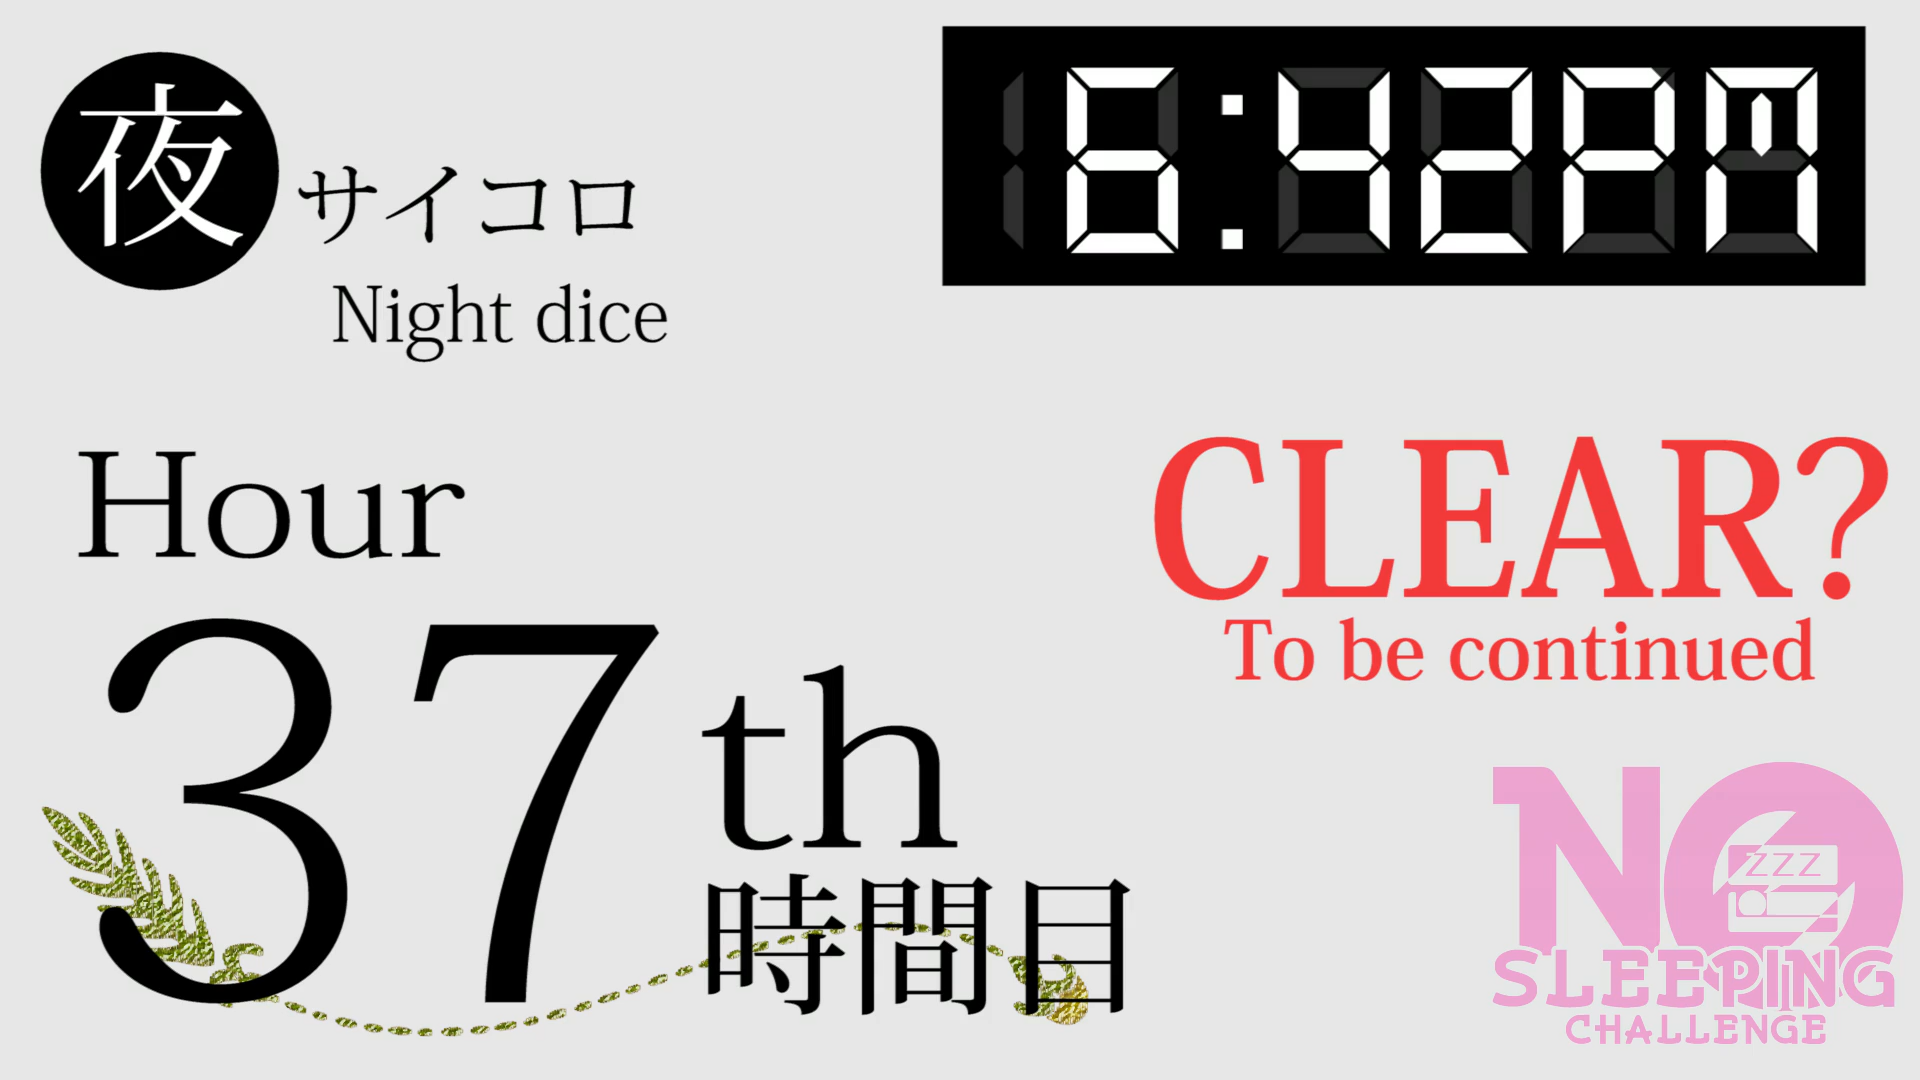 夜サイコロ
Night dice
6:42PM
Hour
37th
時間目
CLEAR?
To be continued
ZZZ
NO
SLEEPING
CHALLENGE